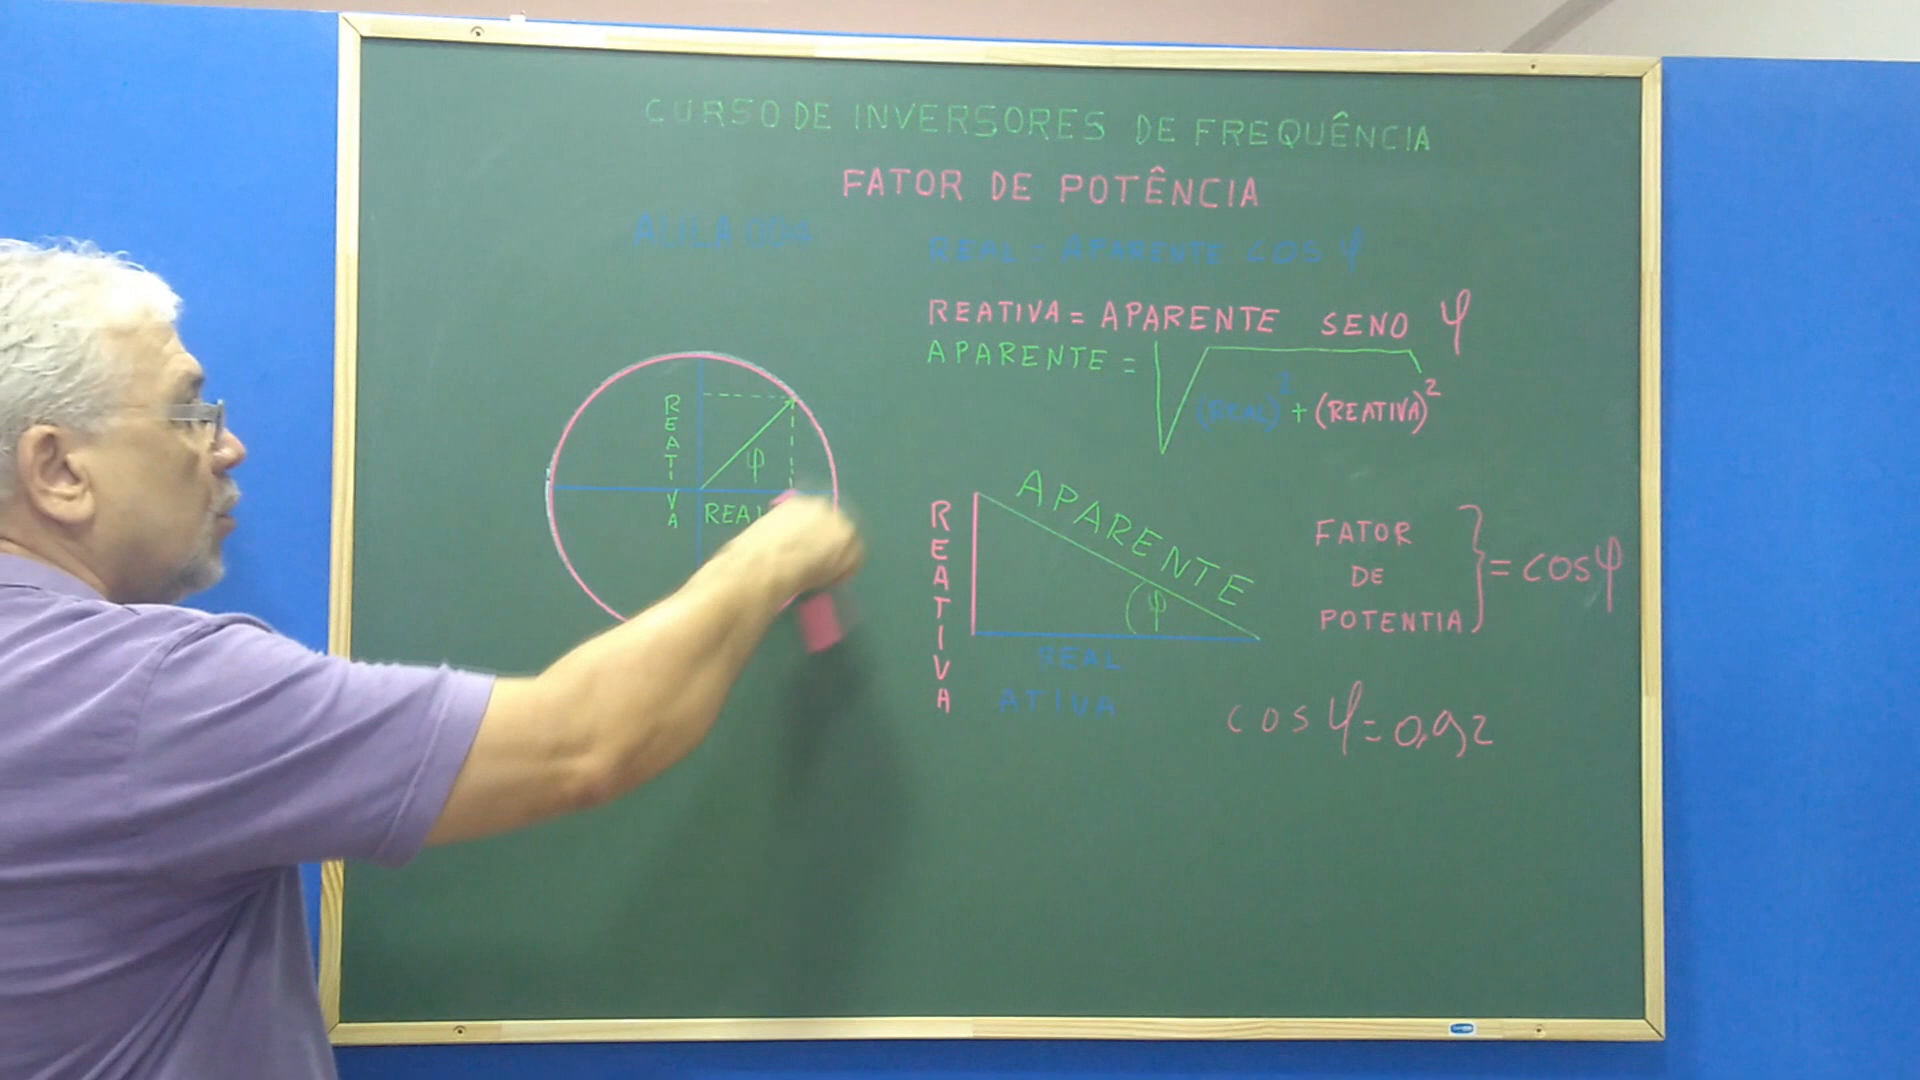 CURSO DE INVERSORES DE FREQUÊNCIA
FATOR DE POTÊNCIA
AULA 004
REAL = APARENTE COS φ
REATIVA = APARENTE SENO φ
APARENTE = √(REAL)² + (REATIVA)²
REATIVA
φ
REAL
REATIVA
APARENTE
φ
REAL
ATIVA
FATOR
DE
POTENTIA
} = cosφ
cos φ = 0,92